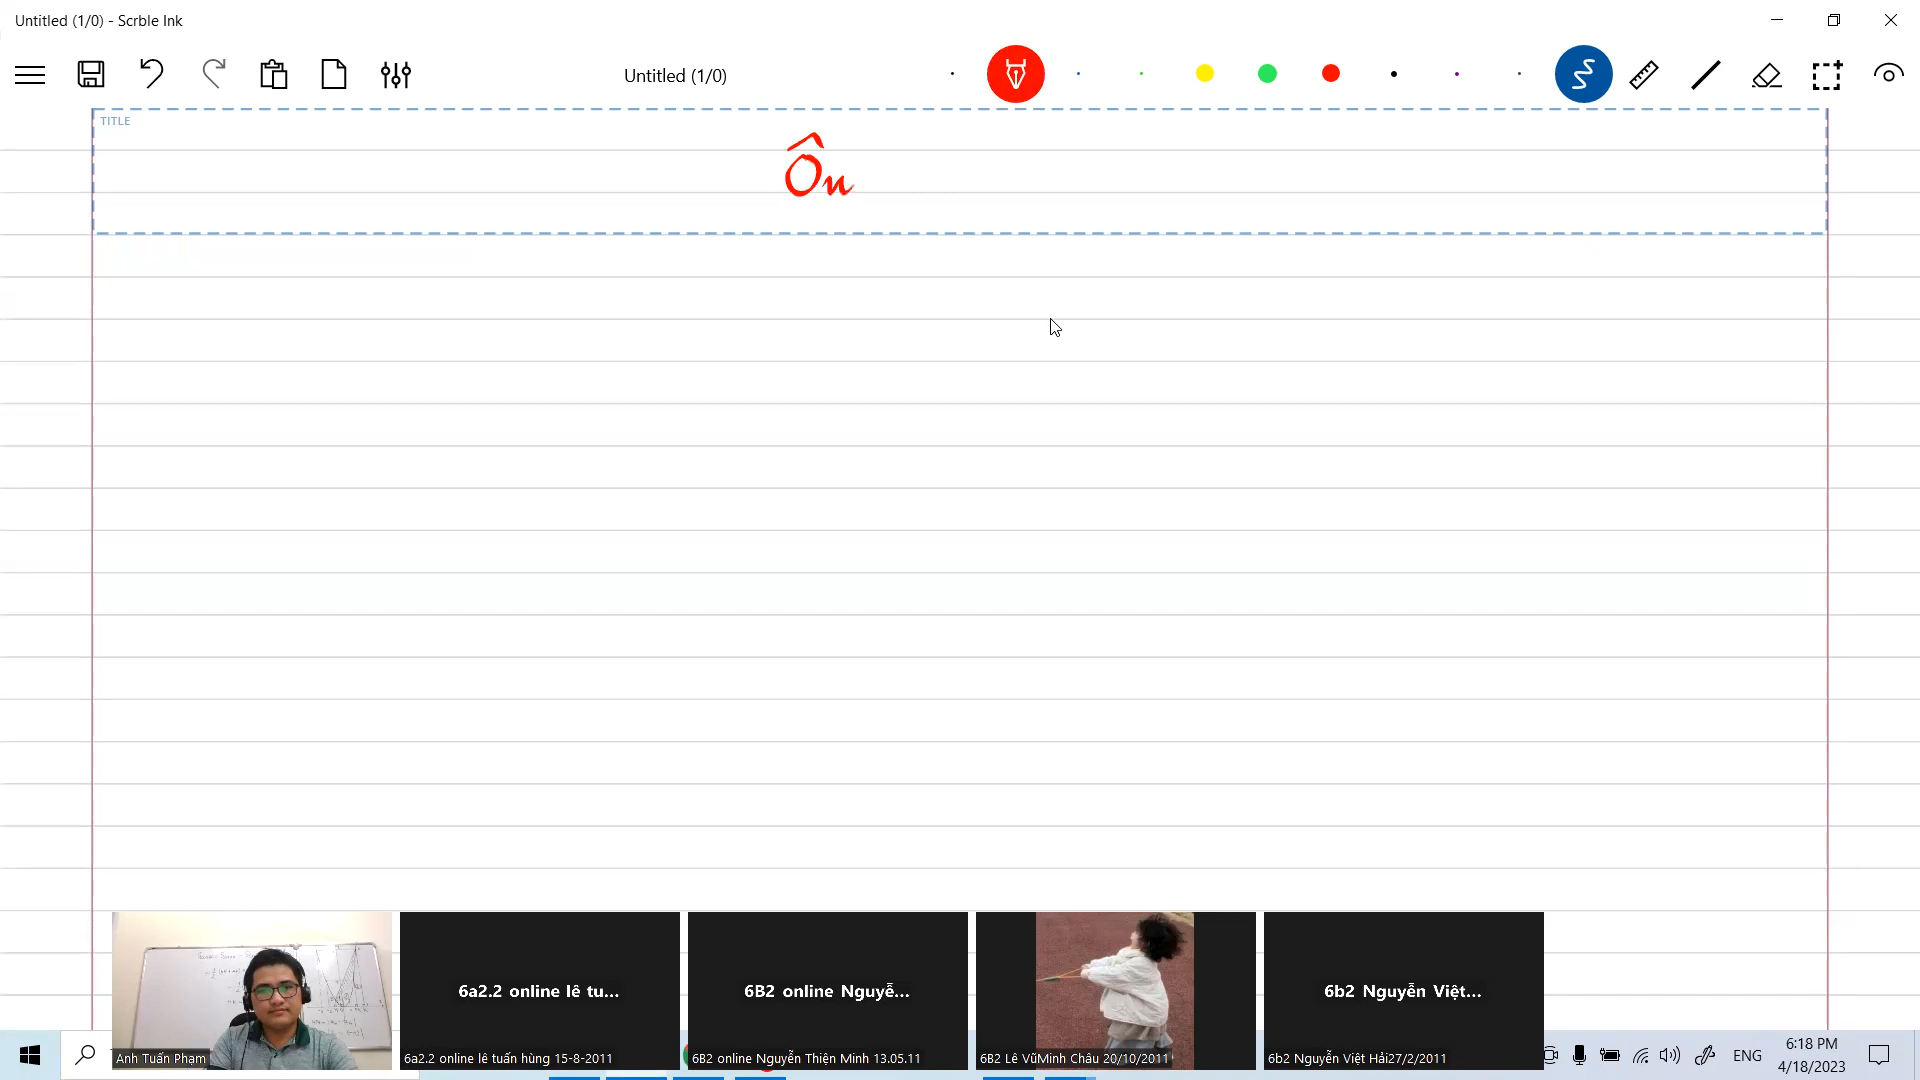 Untitled (1/0) - Scrble Ink
Untitled (1/0)
TITLE
Ôn
6a2.2 online lê tu...
6B2 online Nguyễ...
6b2 Nguyễn Việt...
Anh Tuấn Phạm
6a2.2 online lê tuấn hùng 15-8-2011
6B2 online Nguyễn Thiện Minh 13.05.11
6B2 Lê VũMinh Châu 20/10/2011
6b2 Nguyễn Việt Hải27/2/2011
ENG
6:18 PM
4/18/2023